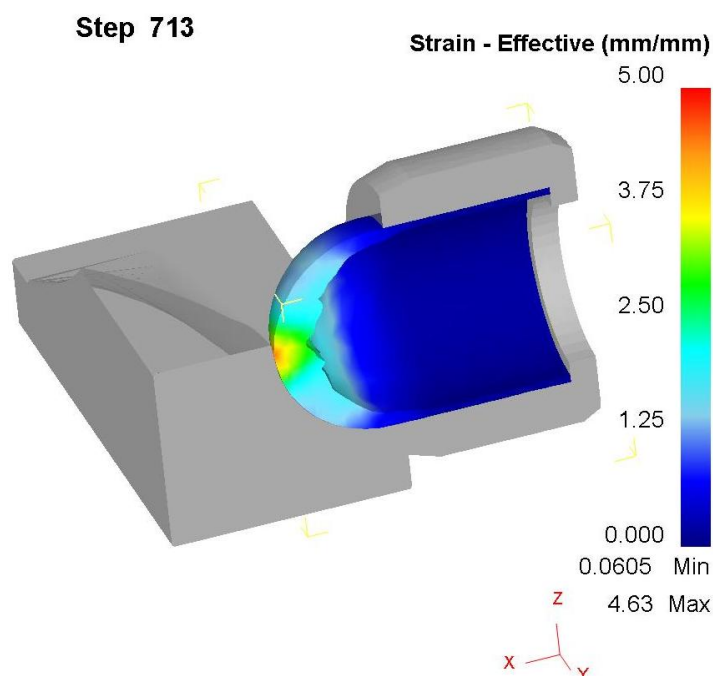 Step 713
Strain - Effective (mm/mm)
5.00
3.75
2.50
1.25
0.000
0.0605 Min
4.63 Max
Z
X
Y